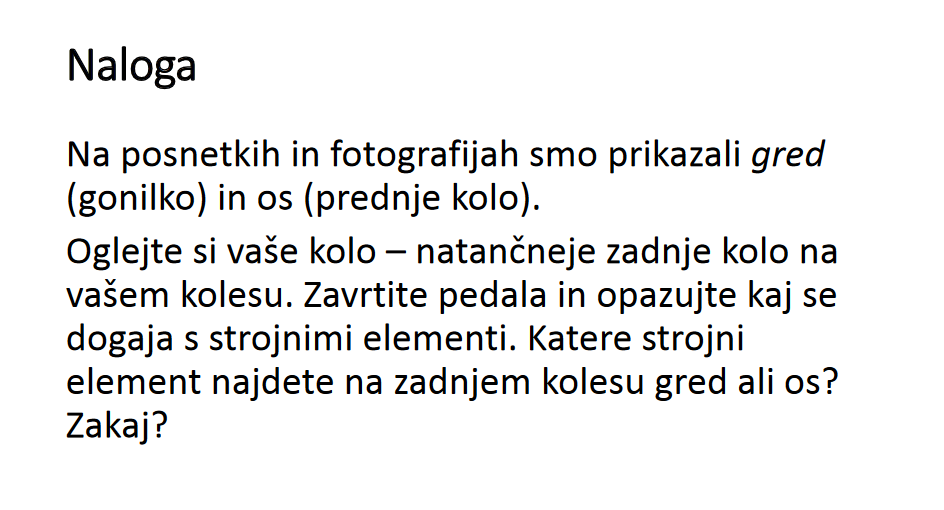 Naloga
Na posnetkih in fotografijah smo prikazali gred
(gonilko) in os (prednje kolo).
Oglejte si vaše kolo – natančneje zadnje kolo na
vašem kolesu. Zavrtite pedala in opazujte kaj se
dogaja s strojnimi elementi. Katere strojni
element najdete na zadnjem kolesu gred ali os?
Zakaj?